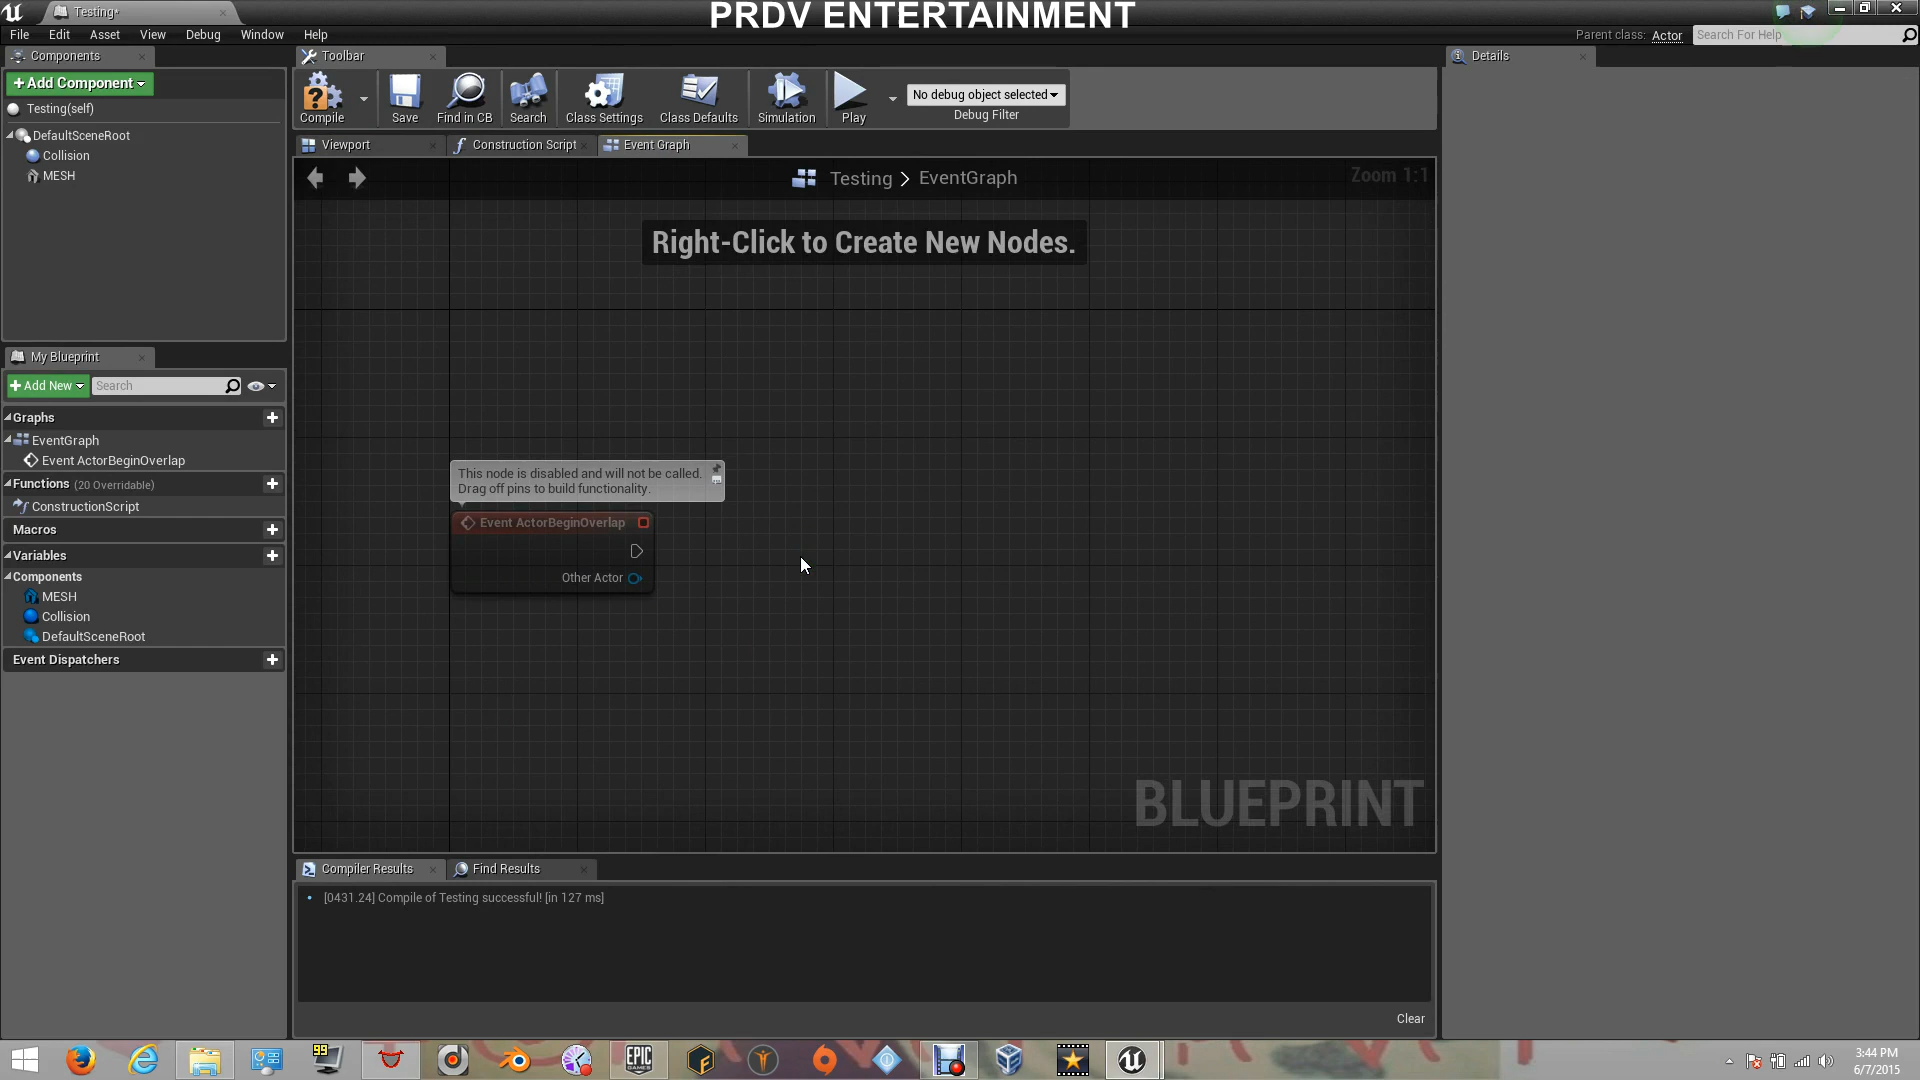 Testing*
PRDV ENTERTAINMENT
File Edit Asset View Debug Window Help
Parent class: Actor Search For Help
Components
Toolbar
Details
+Add Component
Testing(self)
DefaultSceneRoot
Collision
MESH
Compile Save Find in CB Search Class Settings Class Defaults Simulation Play
No debug object selected
Debug Filter
Viewport Construction Script Event Graph
Testing > EventGraph
Zoom 1:1
Right-Click to Create New Nodes.
My Blueprint
+Add New Search
Graphs
EventGraph
Event ActorBeginOverlap
Functions (20 Overridable)
ConstructionScript
Macros
Variables
Components
MESH
Collision
DefaultSceneRoot
Event Dispatchers
This node is disabled and will not be called.
Drag off pins to build functionality.
Event ActorBeginOverlap
Other Actor
BLUEPRINT
Compiler Results Find Results
[0431.24] Compile of Testing successful! [in 127 ms]
Clear
99
EPIC
GAMES
3:44 PM
6/7/2015